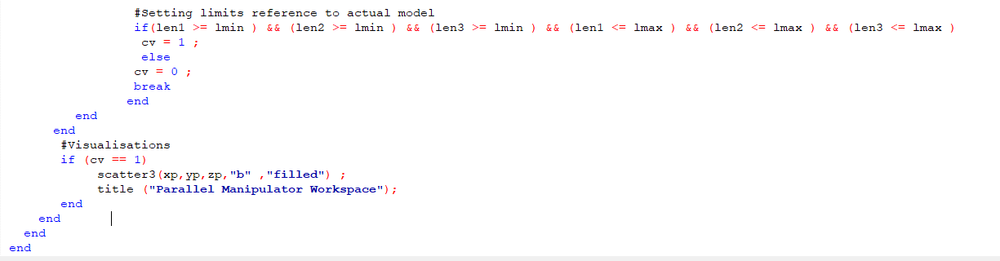 #Setting limits reference to actual model
if(len1 >= lmin ) && (len2 >= lmin ) && (len3 >= lmin ) && (len1 <= lmax ) && (len2 <= lmax ) && (len3 <= lmax )
cv = 1 ;
else
cv = 0 ;
break
end
end
end
#Visualisations
if (cv == 1)
scatter3(xp,yp,zp,"b" ,"filled") ;
title ("Parallel Manipulator Workspace");
end
end
end
end